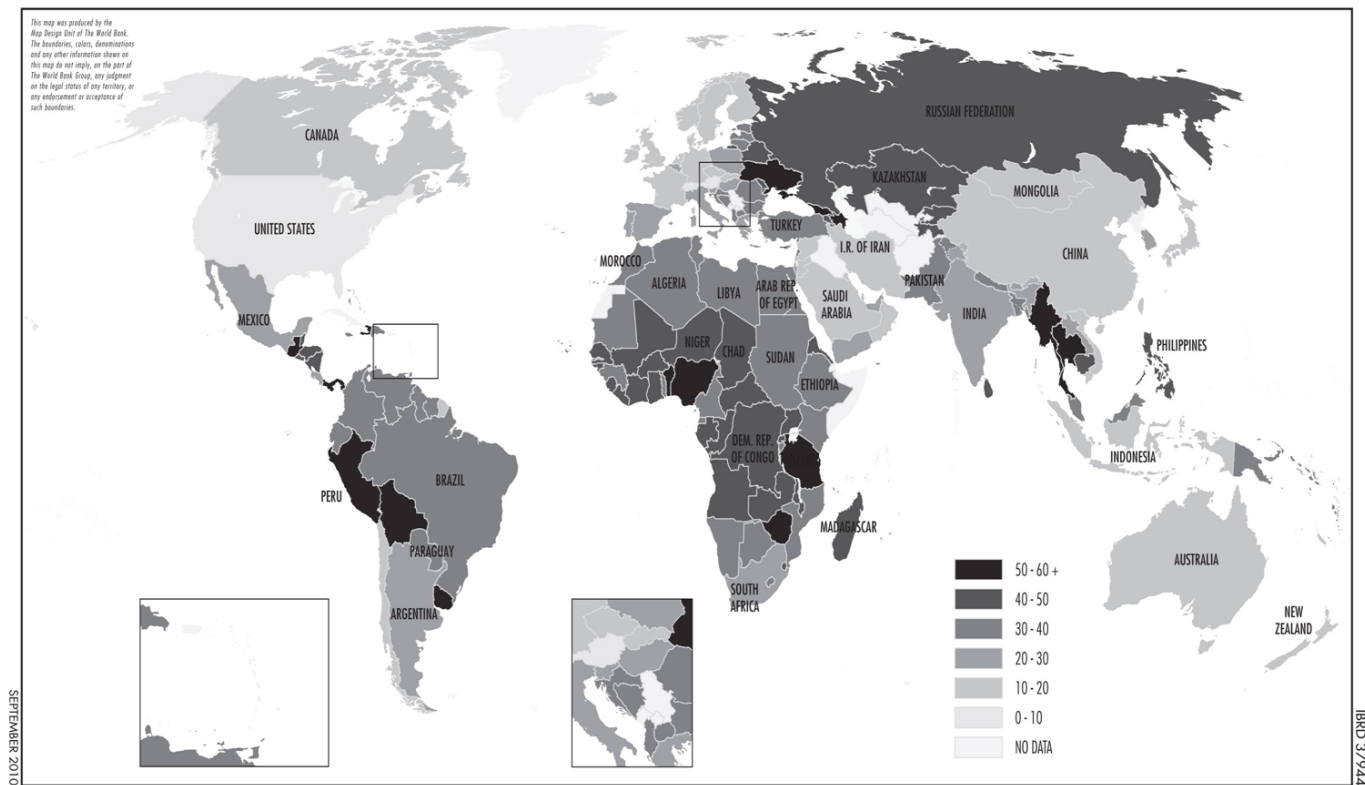 This map was produced by the
Map Design Unit of The World Bank.
The boundaries, colors, denominations
and any other information shown on
this map do not imply, on the part of
The World Bank Group, any judgment
on the legal status of any territory, or
any endorsement or acceptance of
such boundaries.
RUSSIAN FEDERATION
CANADA
KAZAKHSTAN
MONGOLIA
UNITED STATES
TURKEY
I.R. OF IRAN
CHINA
MOROCCO
ALGERIA
LIBYA
ARAB REP.
OF EGYPT
PAKISTAN
SAUDI
ARABIA
MEXICO
INDIA
NIGER
CHAD
SUDAN
PHILIPPINES
ETHIOPIA
DEM. REP.
OF CONGO
INDONESIA
BRAZIL
PERU
MADAGASCAR
PARAGUAY
AUSTRALIA
SOUTH
AFRICA
ARGENTINA
NEW
ZEALAND
50 - 60 +
40 - 50
30 - 40
20 - 30
10 - 20
0 - 10
NO DATA
SEPTEMBER 2010
IBRD 37944